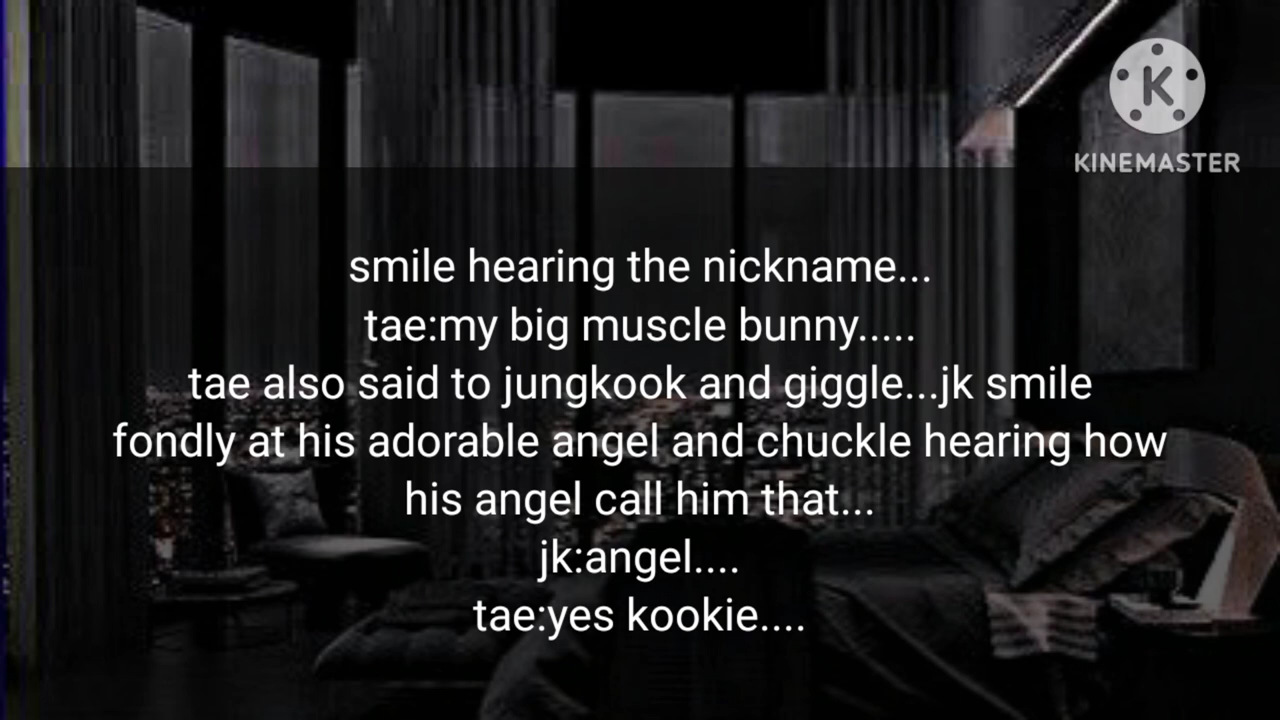 K
KINEMASTER
smile hearing the nickname...
tae:my big muscle bunny.....
tae also said to jungkook and giggle...jk smile
fondly at his adorable angel and chuckle hearing how
his angel call him that...
jk:angel....
tae:yes kookie....